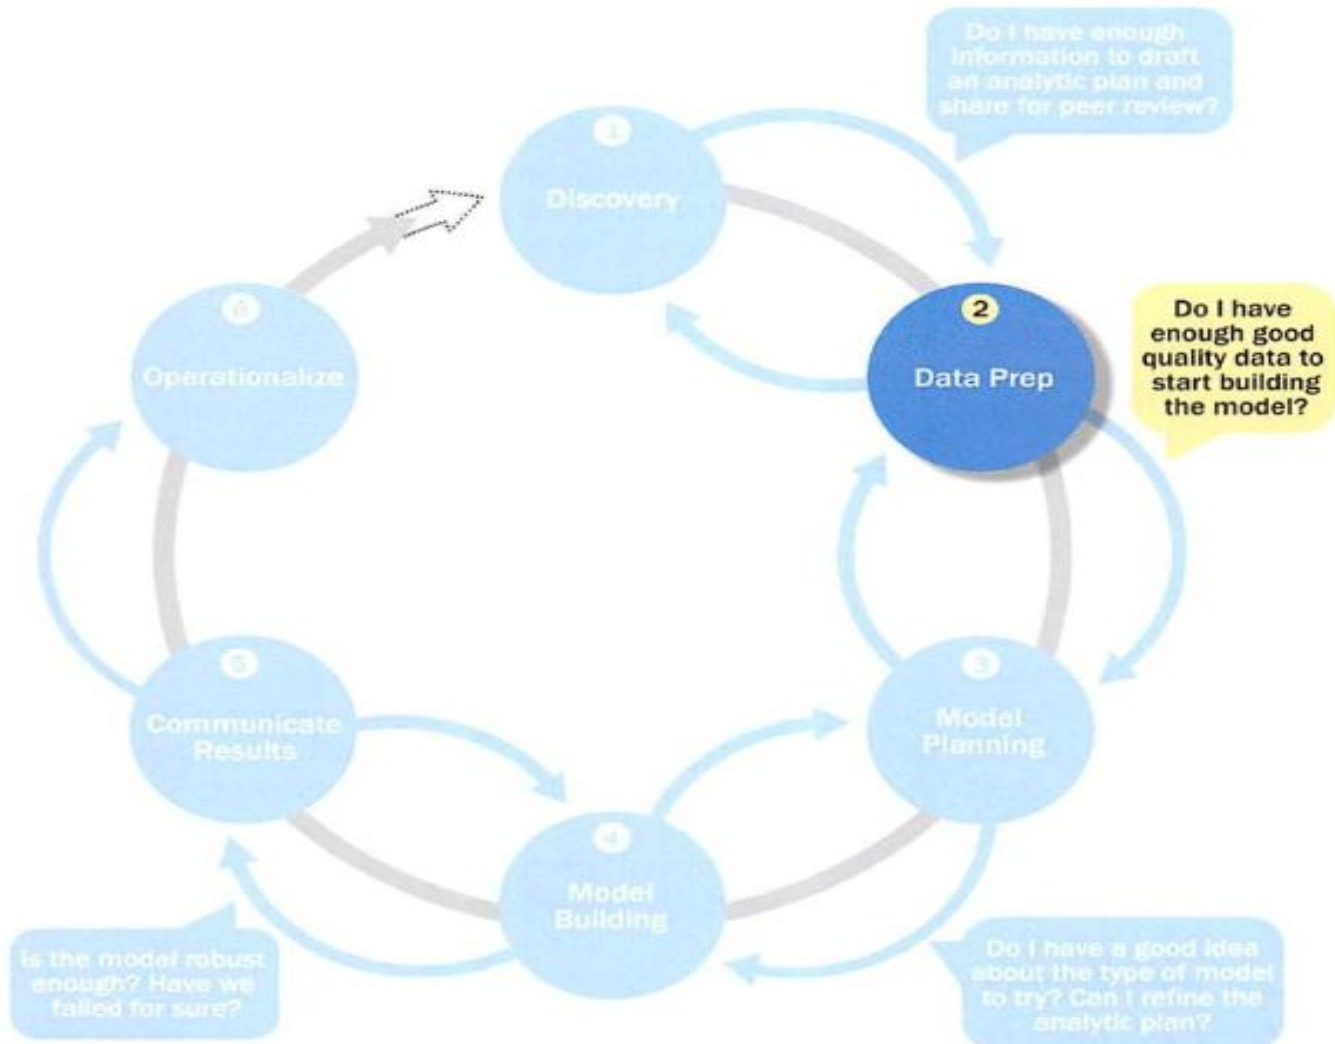 Do I have enough
information to draft
an analytic plan and
share for peer review?
1
Discovery
2
Data Prep
Do I have
enough good
quality data to
start building
the model?
3
Model
Planning
Do I have a good idea
about the type of model
to try? Can I refine the
analytic plan?
4
Model
Building
5
Communicate
Results
Is the model robust
enough? Have we
failed for sure?
6
Operationalize